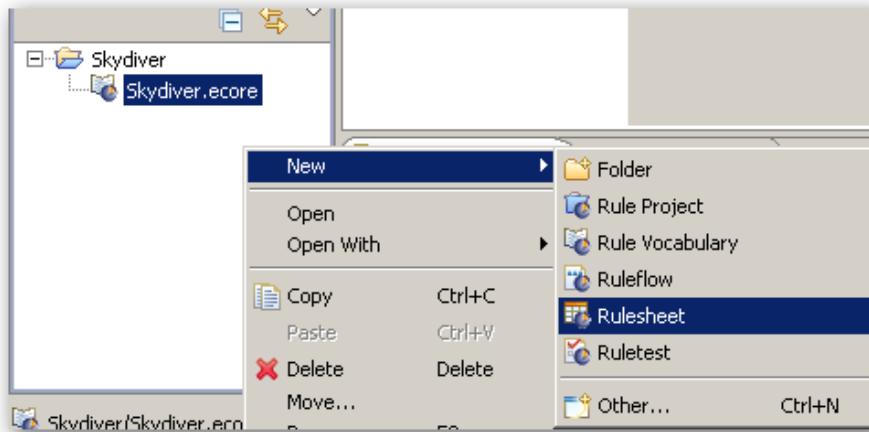 Skydiver
Skydiver.ecore
New
Open
Open With
Copy Ctrl+C
Paste Ctrl+V
Delete Delete
Move...
Folder
Rule Project
Rule Vocabulary
Ruleflow
Rulesheet
Ruletest
Other... Ctrl+N
Skydiver/Skydiver.eco